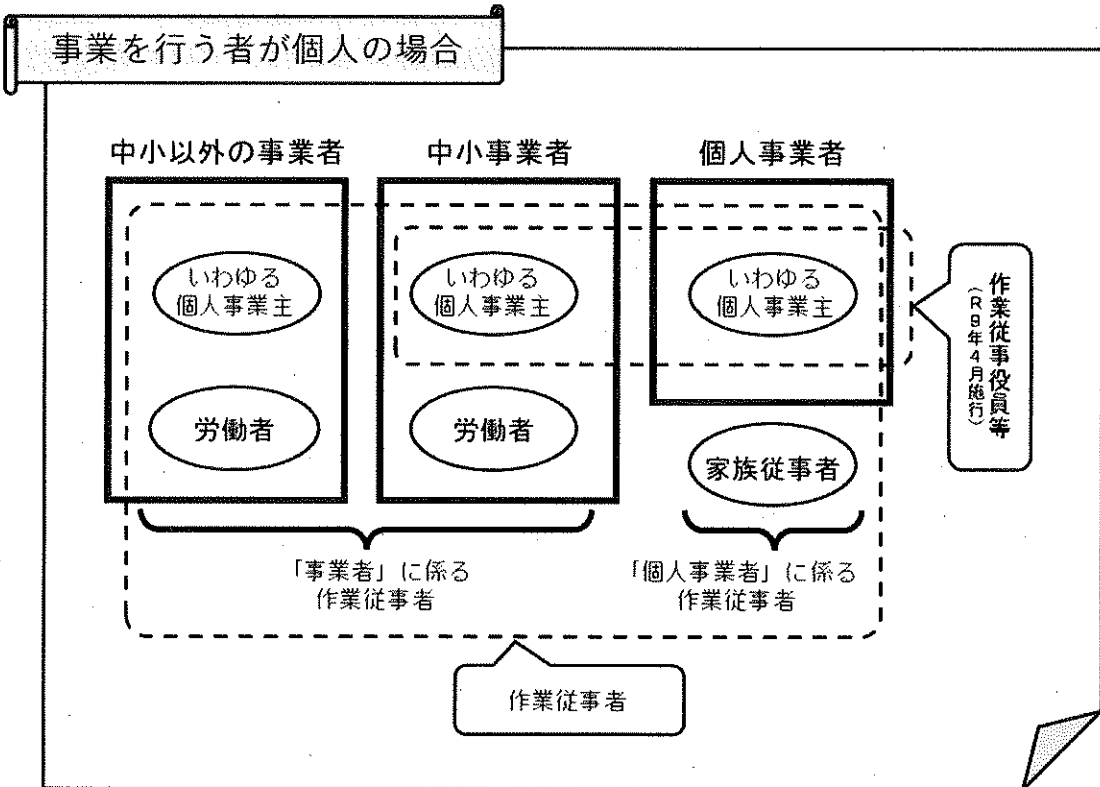 事業を行う者が個人の場合
中小以外の事業者
中小事業者
個人事業者
いわゆる
個人事業主
いわゆる
個人事業主
いわゆる
個人事業主
作業従事役員等
(R9年4月施行)
労働者
労働者
家族従事者
「事業者」に係る
作業従事者
「個人事業者」に係る
作業従事者
作業従事者